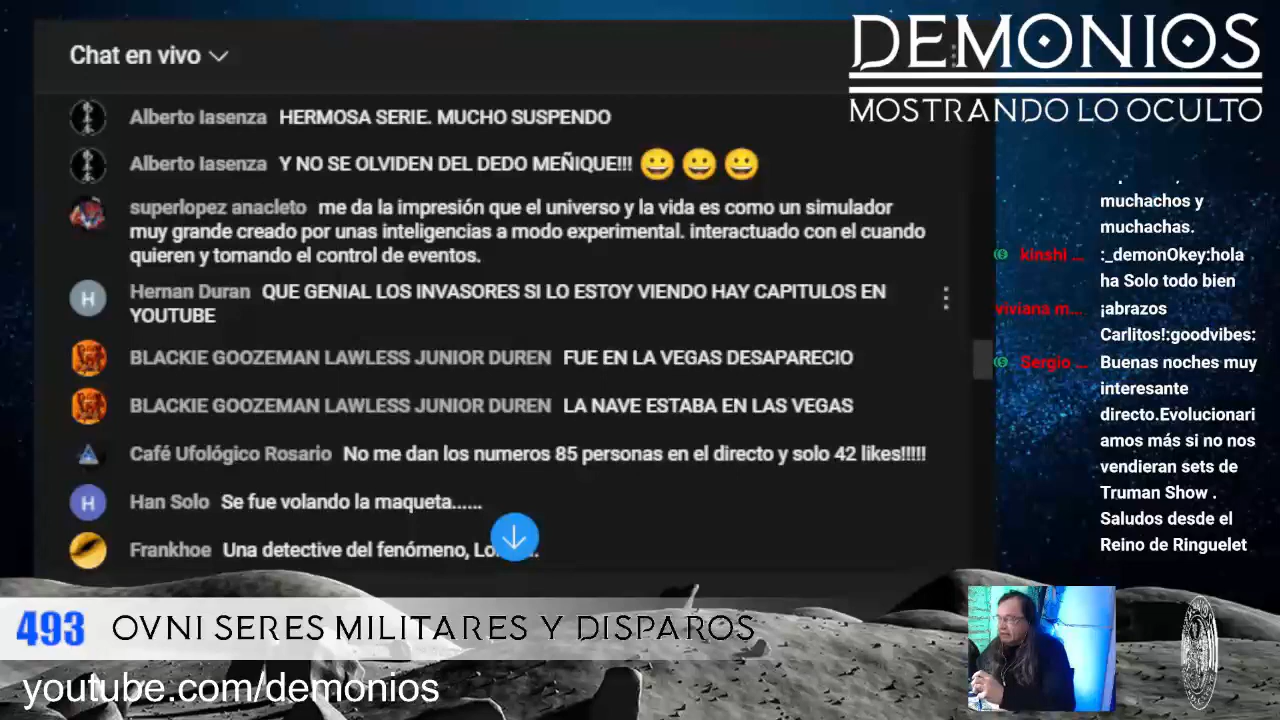 Chat en vivo
DEMONIOS
MOSTRANDO LO OCULTO
Alberto Iasenza HERMOSA SERIE. MUCHO SUSPENDO
Alberto Iasenza Y NO SE OLVIDEN DEL DEDO MEÑIQUE!!! 😀 😀 😀
superlopez anacleto me da la impresión que el universo y la vida es como un simulador
muy grande creado por unas inteligencias a modo experimental. interactuado con el cuando
quieren y tomando el control de eventos.
Hernan Duran QUE GENIAL LOS INVASORES SI LO ESTOY VIENDO HAY CAPITULOS EN
YOUTUBE
BLACKIE GOOZEMAN LAWLESS JUNIOR DUREN FUE EN LA VEGAS DESAPARECIO
BLACKIE GOOZEMAN LAWLESS JUNIOR DUREN LA NAVE ESTABA EN LAS VEGAS
Café Ufológico Rosario No me dan los numeros 85 personas en el directo y solo 42 likes!!!!!
Han Solo Se fue volando la maqueta......
Frankhoe Una detective del fenómeno,
muchachos y
muchachas.
kinshi ... :_demonOkey:hola
ha Solo todo bien
viviana m... ¡abrazos
Carlitos!:goodvibes:
Sergio ... Buenas noches muy
interesante
directo.Evolucionari
amos más si no nos
vendieran sets de
Truman Show .
Saludos desde el
Reino de Ringuelet
493 OVNI SERES MILITARES Y DISPAROS
youtube.com/demonios